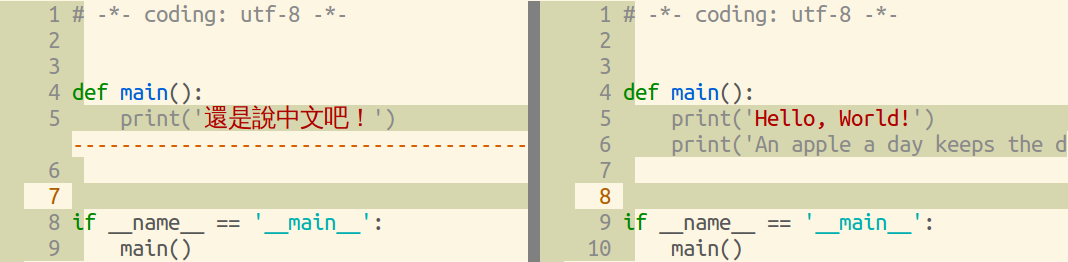 1 # -*- coding: utf-8 -*-
2
3
4 def main():
5     print('還是說中文吧！')
--------------------------------------
6
7
8 if __name__ == '__main__':
9     main()
1 # -*- coding: utf-8 -*-
2
3
4 def main():
5     print('Hello, World!')
6     print('An apple a day keeps the d
7
8
9 if __name__ == '__main__':
10     main()